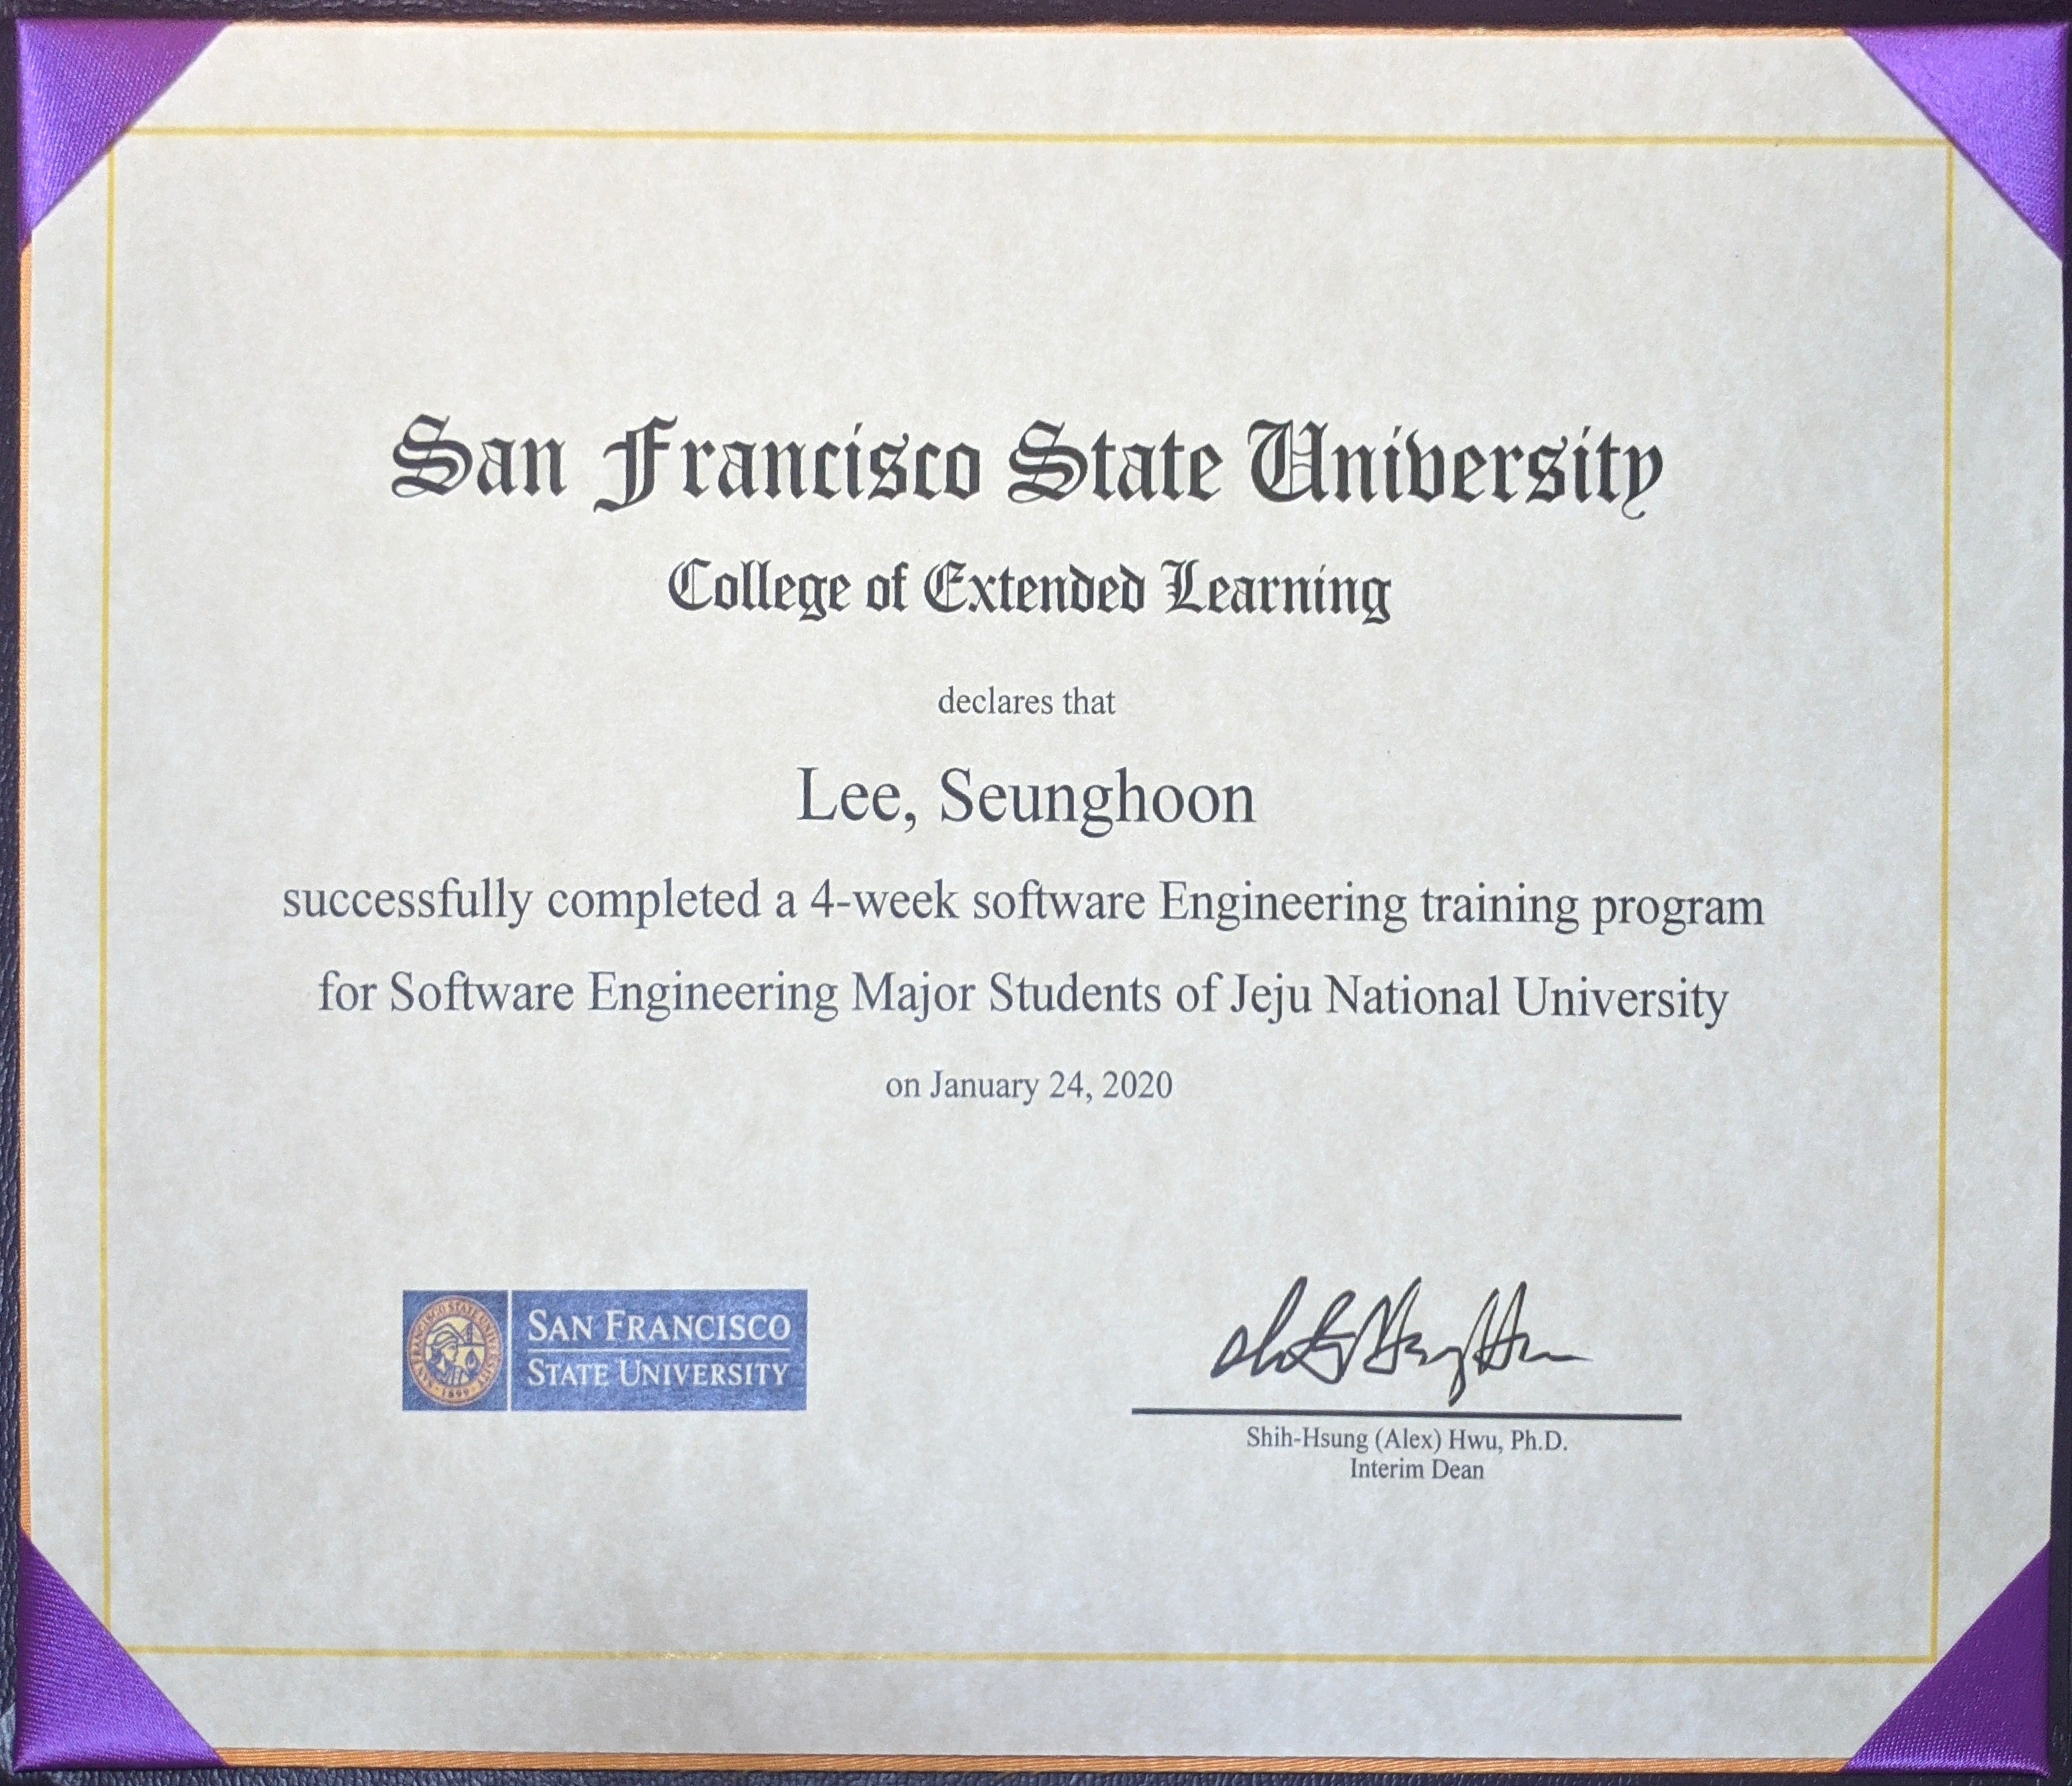 San Francisco State University
College of Extended Learning
declares that
Lee, Seunghoon
successfully completed a 4-week software Engineering training program
for Software Engineering Major Students of Jeju National University
on January 24, 2020
SAN FRANCISCO STATE UNIVERSITY
1899
SAN FRANCISCO
STATE UNIVERSITY
Shih-Hsung (Alex) Hwu, Ph.D.
Interim Dean